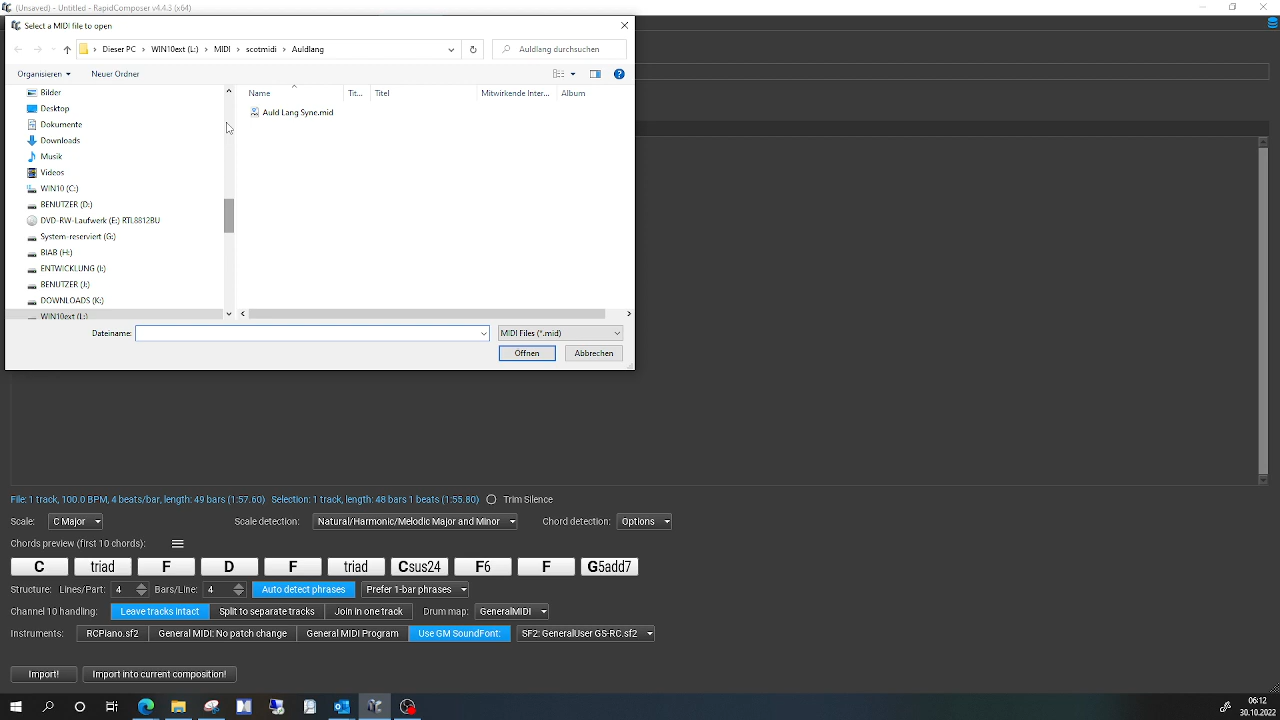 (Unsaved) - Untitled - RapidComposer v4.4.3 (x64)
Select a MIDI file to open
Dieser PC > WIN10ext (L:) > MIDI > scotmidi > Auldlang
Auldlang durchsuchen
Organisieren
Neuer Ordner
Name Tit... Titel Mitwirkende Inter... Album
Auld Lang Syne.mid
Bilder
Desktop
Dokumente
Downloads
Musik
Videos
WIN10 (C:)
BENUTZER (D:)
DVD-RW-Laufwerk (E:) RTL8812BU
System-reserviert (G:)
BIAB (H:)
ENTWICKLUNG (I:)
BENUTZER (J:)
DOWNLOADS (K:)
WIN10ext (L:)
Dateiname:
MIDI Files (*.mid)
Öffnen
Abbrechen
File: 1 track, 100.0 BPM, 4 beats/bar, length: 49 bars (1:57.60) Selection: 1 track, length: 48 bars 1 beats (1:55.80) Trim Silence
Scale: C Major Scale detection: Natural/Harmonic/Melodic Major and Minor Chord detection: Options
Chords preview (first 10 chords):
C triad F D F triad Csus24 F6 F G5add7
Structure: Lines/Part: 4 Bars/Line: 4 Auto detect phrases Prefer 1-bar phrases
Channel 10 handling: Leave tracks intact Split to separate tracks Join in one track Drum map: GeneralMIDI
Instruments: RCPiano.sf2 General MIDI: No patch change General MIDI Program Use GM SoundFont: SF2: GeneralUser GS-RC.sf2
Import! Import into current composition!
06:12
30.10.2022